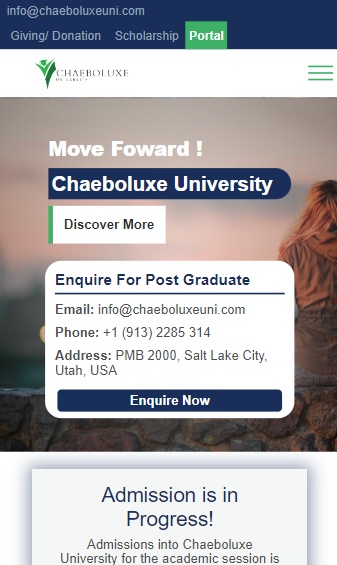 info@chaeboluxeuni.com
Giving/ Donation Scholarship Portal
CHAEBOLUXE
UNIVERSITY
Move Foward !
Chaeboluxe University
Discover More
Enquire For Post Graduate
Email: info@chaeboluxeuni.com
Phone: +1 (913) 2285 314
Address: PMB 2000, Salt Lake City,
Utah, USA
Enquire Now
Admission is in
Progress!
Admissions into Chaeboluxe
University for the academic session is